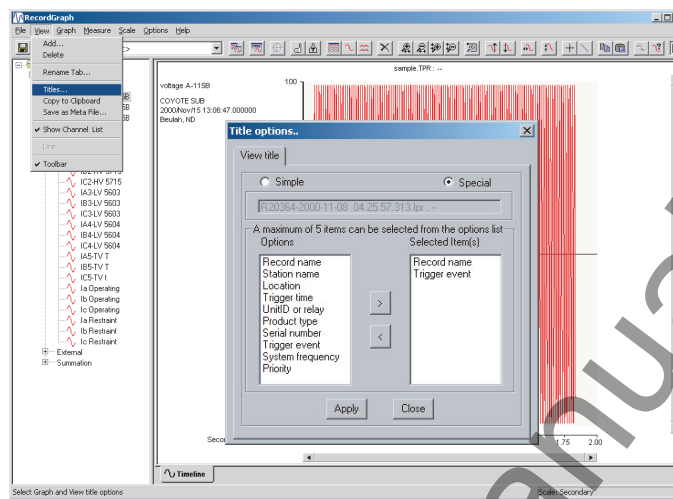 RecordGraph
File View Graph Measure Scale Options Help
Add...
Delete
Rename Tab...
Titles...
Copy to Clipboard
Save as Meta File...
Show Channel List
Line
Toolbar
IC2-HV 5715
IA3-LV 5603
IB3-LV 5603
IC3-LV 5603
IA4-LV 5604
IB4-LV 5604
IC4-LV 5604
IA5-TV T
IB5-TV T
IC5-TV t
Ia Operating
Ib Operating
Ic Operating
Ia Restraint
Ib Restraint
Ic Restraint
External
Summation
sample.TPR : --
voltage A-115B
100
COYOTE SUB
2000/Nov/15 13:06:47.000000
Beulah, ND
Title options..
View title
Simple
Special
R20364-2000-11-08 04.25.57.313.lpr : --
A maximum of 5 items can be selected from the options list
Options
Selected Item(s)
Record name
Station name
Location
Trigger time
UnitID or relay
Product type
Serial number
Trigger event
System frequency
Priority
>
<
Record name
Trigger event
Apply
Close
1.75
2.00
Timeline
Select Graph and View title options
Scale: Secondary